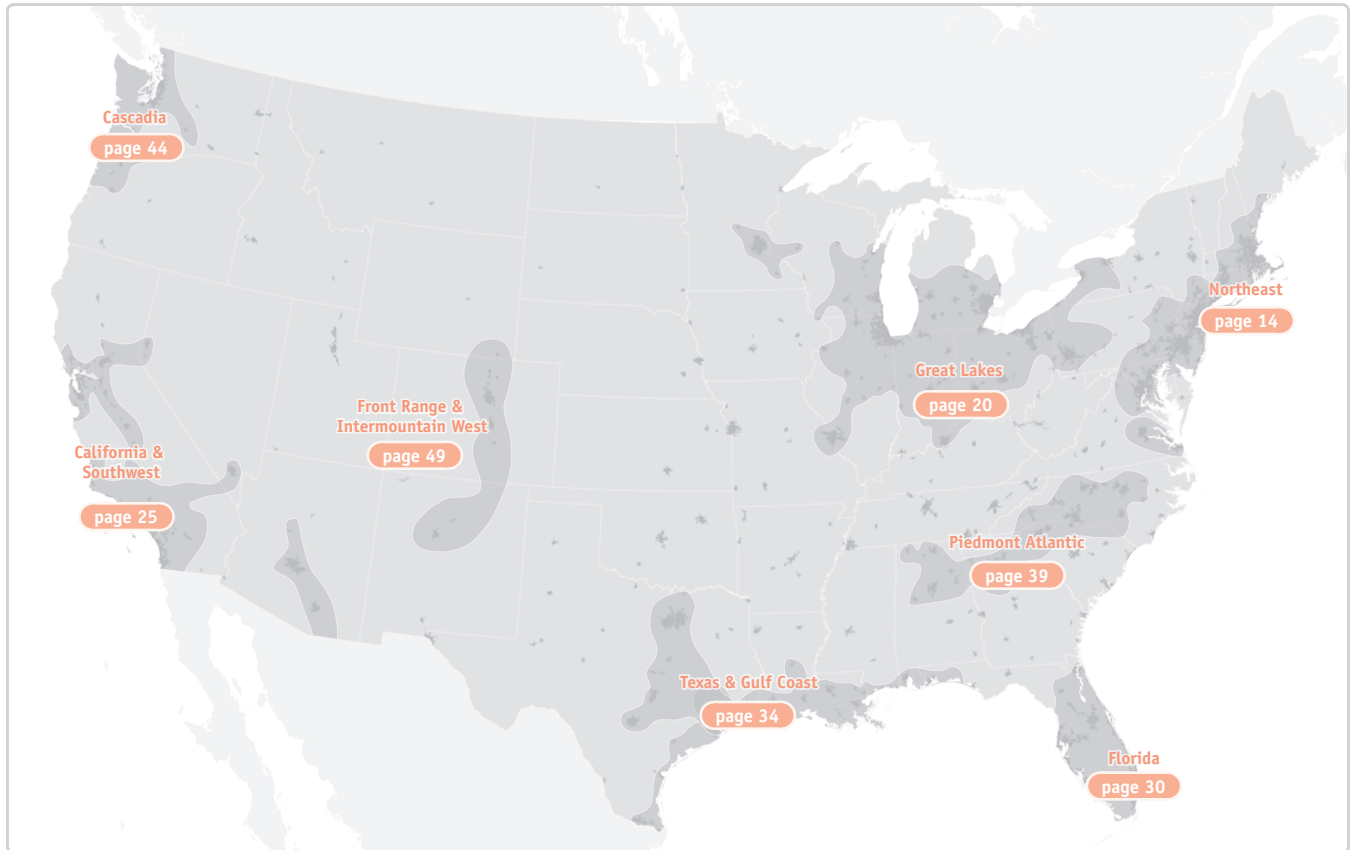 Cascadia
page 44
Northeast
page 14
Great Lakes
page 20
Front Range &
Intermountain West
page 49
California &
Southwest
page 25
Piedmont Atlantic
page 39
Texas & Gulf Coast
page 34
Florida
page 30